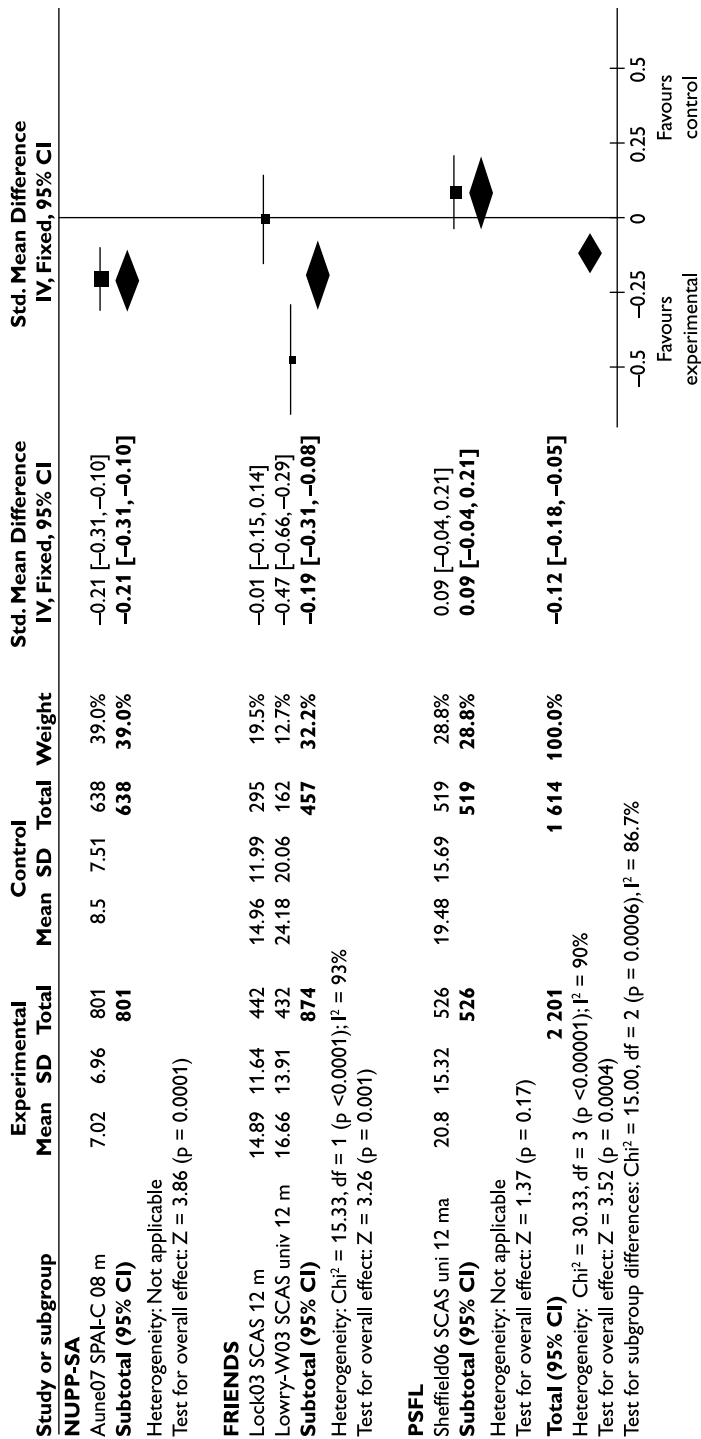 Experimental Control Std. Mean Difference Std. Mean Difference
Study or subgroup Mean SD Total Mean SD Total Weight IV, Fixed, 95% CI IV, Fixed, 95% CI
NUPP-SA
Aune07 SPAI-C 08 m 7.02 6.96 801 8.5 7.51 638 39.0% –0.21 [–0.31, –0.10]
Subtotal (95% CI) 801 638 39.0% –0.21 [–0.31, –0.10]
Heterogeneity: Not applicable
Test for overall effect: Z = 3.86 (p = 0.0001)
FRIENDS
Lock03 SCAS 12 m 14.89 11.64 442 14.96 11.99 295 19.5% –0.01 [–0.15, 0.14]
Lowry-W03 SCAS univ 12 m 16.66 13.91 432 24.18 20.06 162 12.7% –0.47 [–0.66, –0.29]
Subtotal (95% CI) 874 457 32.2% –0.19 [–0.31, –0.08]
Heterogeneity: Chi² = 15.33, df = 1 (p <0.0001); I² = 93%
Test for overall effect: Z = 3.26 (p = 0.001)
PSFL
Sheffield06 SCAS uni 12 ma 20.8 15.32 526 19.48 15.69 519 28.8% 0.09 [–0,04, 0.21]
Subtotal (95% CI) 526 519 28.8% 0.09 [–0.04, 0.21]
Heterogeneity: Not applicable
Test for overall effect: Z = 1.37 (p = 0.17)
Total (95% CI) 2 201 1 614 100.0% –0.12 [–0.18, –0.05]
Heterogeneity: Chi² = 30.33, df = 3 (p <0.00001); I² = 90%
Test for overall effect: Z = 3.52 (p = 0.0004)
Test for subgroup differences: Chi² = 15.00, df = 2 (p = 0.0006), I² = 86.7%
–0.5 –0.25 0 0.25 0.5
Favours Favours
experimental control